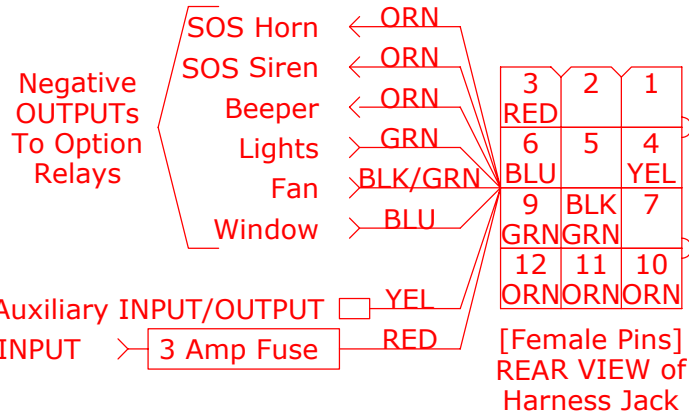 Negative
OUTPUTs
To Option
Relays
SOS Horn ORN
SOS Siren ORN
Beeper ORN
Lights GRN
Fan BLK/GRN
Window BLU
Auxiliary INPUT/OUTPUT YEL
INPUT 3 Amp Fuse RED
3 2 1
RED
6 5 4
BLU YEL
9 BLK 7
GRN GRN
12 11 10
ORN ORN ORN
[Female Pins]
REAR VIEW of
Harness Jack